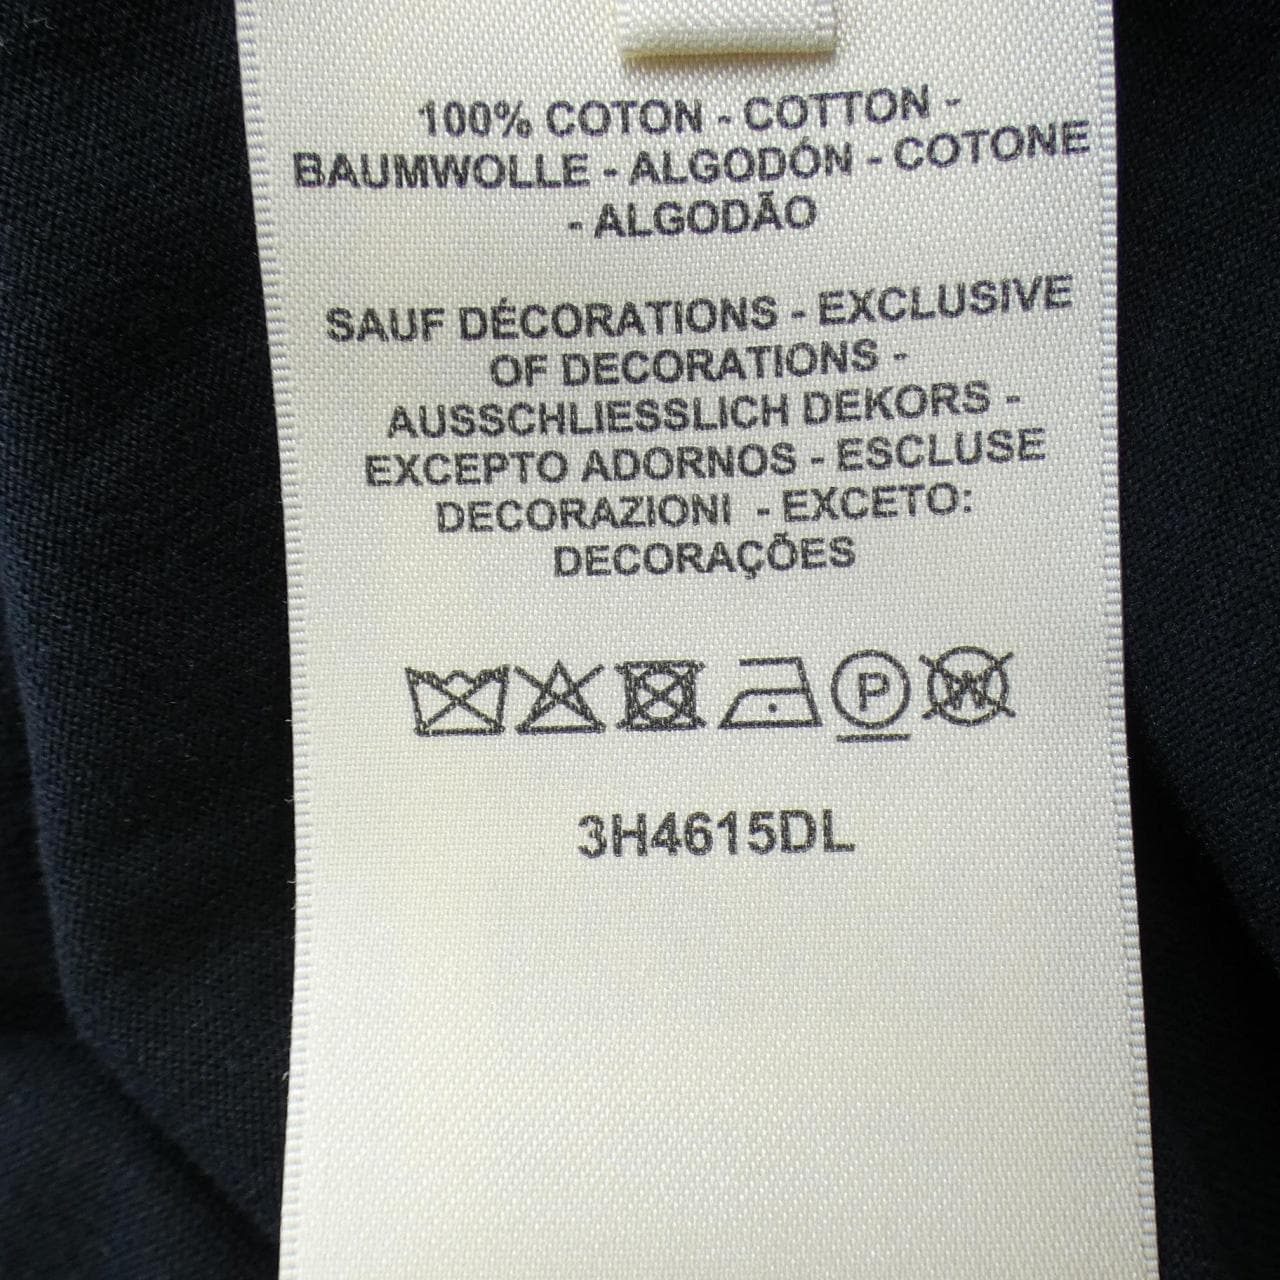 100% COTON - COTTON -
BAUMWOLLE - ALGODÓN - COTONE
- ALGODÃO
SAUF DÉCORATIONS - EXCLUSIVE
OF DECORATIONS -
AUSSCHLIESSLICH DEKORS -
EXCEPTO ADORNOS - ESCLUSE
DECORAZIONI - EXCETO:
DECORAÇÕES
P W
3H4615DL